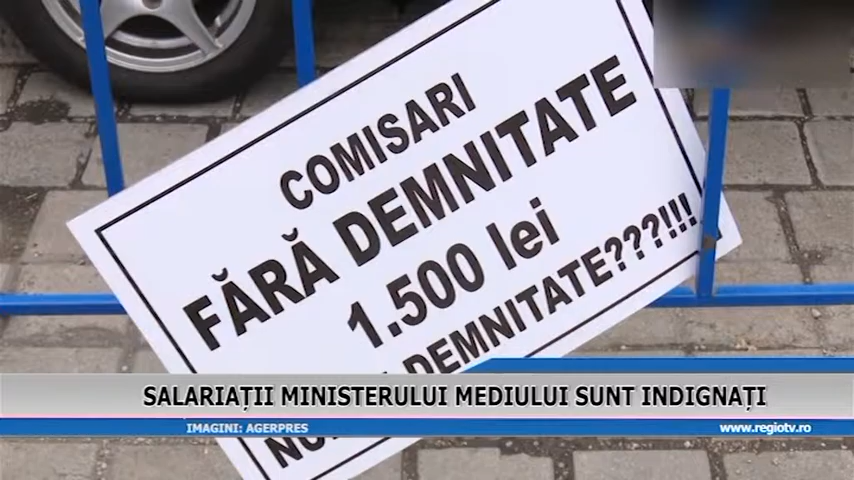 COMISARI
FĂRĂ DEMNITATE
1.500 lei
DEMNITATE???!!!
SALARIAȚII MINISTERULUI MEDIULUI SUNT INDIGNAȚI
IMAGINI: AGERPRES
www.regiotv.ro